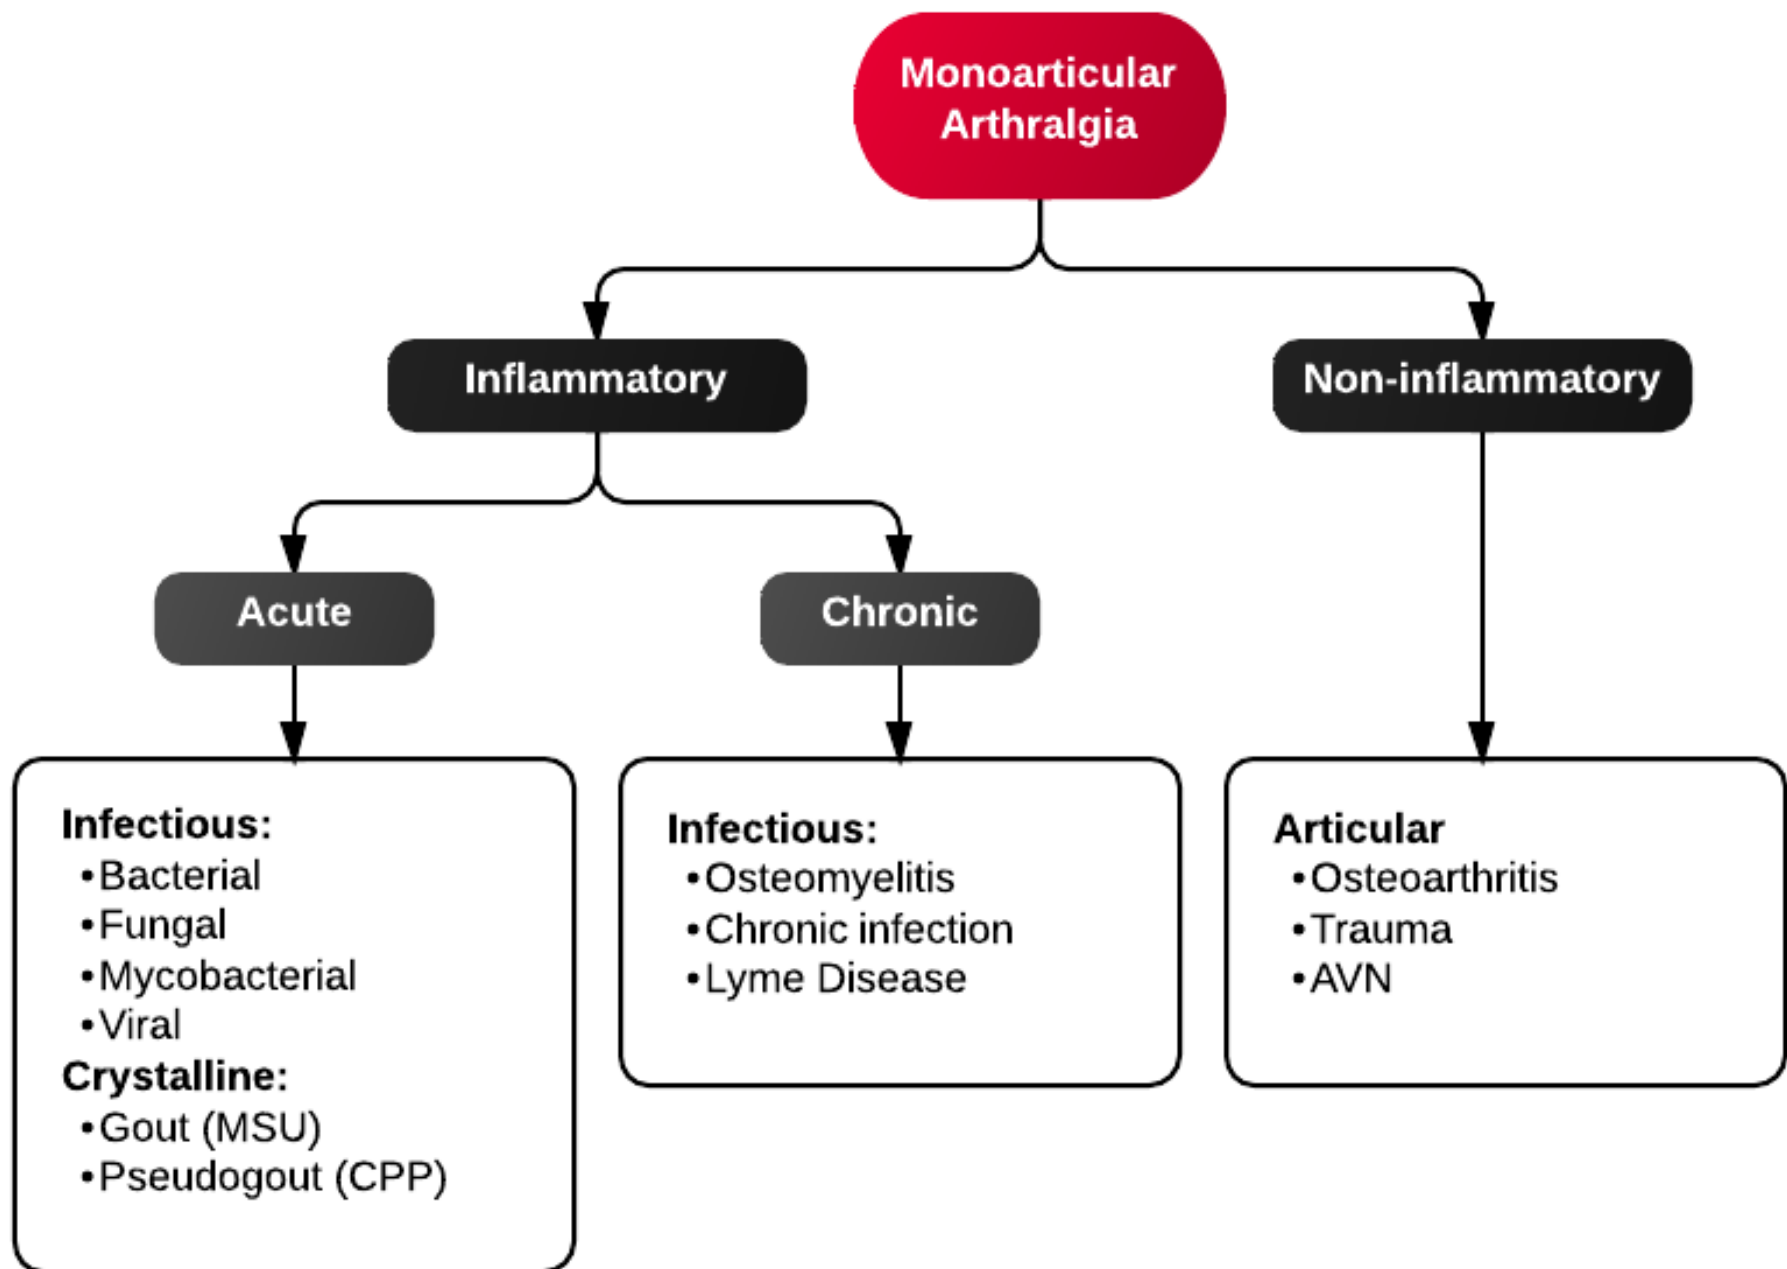 Monoarticular
Arthralgia
Inflammatory
Non-inflammatory
Acute
Chronic
Infectious:
•Bacterial
•Fungal
•Mycobacterial
•Viral
Crystalline:
•Gout (MSU)
•Pseudogout (CPP)
Infectious:
•Osteomyelitis
•Chronic infection
•Lyme Disease
Articular
•Osteoarthritis
•Trauma
•AVN